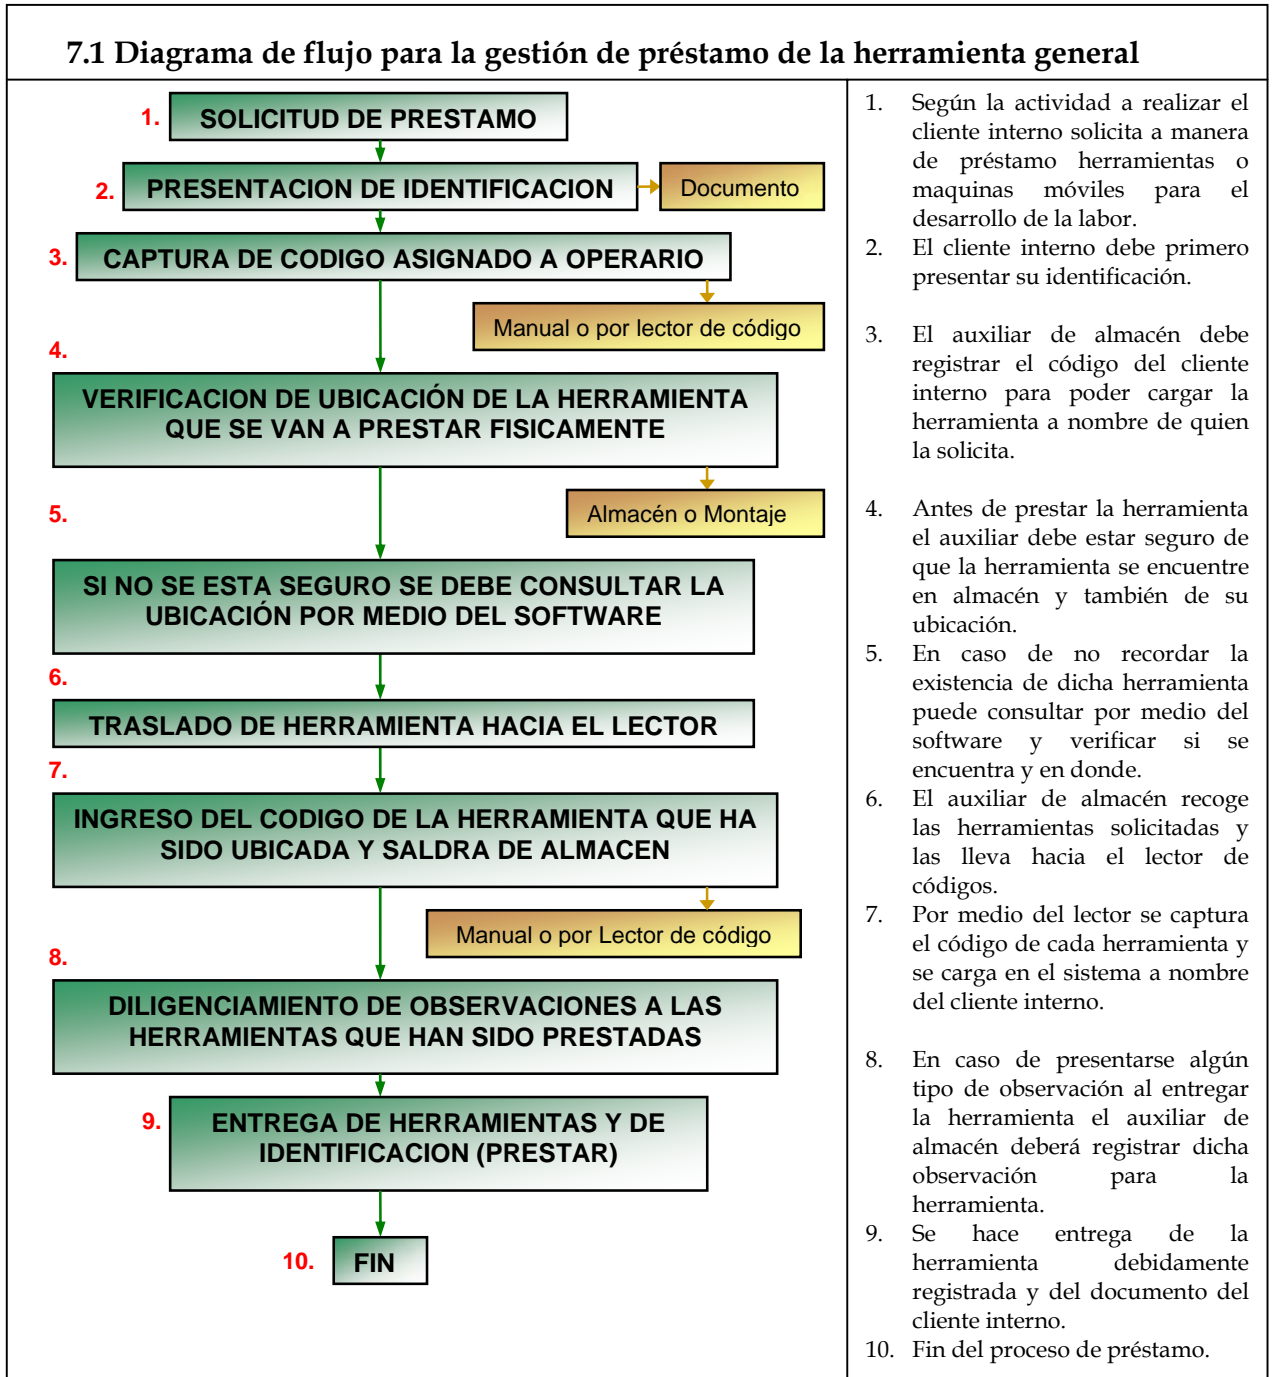 7.1 Diagrama de flujo para la gestión de préstamo de la herramienta general
1.
SOLICITUD DE PRESTAMO
2.
PRESENTACION DE IDENTIFICACION
Documento
3.
CAPTURA DE CODIGO ASIGNADO A OPERARIO
Manual o por lector de código
4.
VERIFICACION DE UBICACIÓN DE LA HERRAMIENTA
QUE SE VAN A PRESTAR FISICAMENTE
Almacén o Montaje
5.
SI NO SE ESTA SEGURO SE DEBE CONSULTAR LA
UBICACIÓN POR MEDIO DEL SOFTWARE
6.
TRASLADO DE HERRAMIENTA HACIA EL LECTOR
7.
INGRESO DEL CODIGO DE LA HERRAMIENTA QUE HA
SIDO UBICADA Y SALDRA DE ALMACEN
Manual o por Lector de código
8.
DILIGENCIAMIENTO DE OBSERVACIONES A LAS
HERRAMIENTAS QUE HAN SIDO PRESTADAS
9.
ENTREGA DE HERRAMIENTAS Y DE
IDENTIFICACION (PRESTAR)
10.
FIN
1. Según la actividad a realizar el
cliente interno solicita a manera
de préstamo herramientas o
maquinas móviles para el
desarrollo de la labor.
2. El cliente interno debe primero
presentar su identificación.
3. El auxiliar de almacén debe
registrar el código del cliente
interno para poder cargar la
herramienta a nombre de quien
la solicita.
4. Antes de prestar la herramienta
el auxiliar debe estar seguro de
que la herramienta se encuentre
en almacén y también de su
ubicación.
5. En caso de no recordar la
existencia de dicha herramienta
puede consultar por medio del
software y verificar si se
encuentra y en donde.
6. El auxiliar de almacén recoge
las herramientas solicitadas y
las lleva hacia el lector de
códigos.
7. Por medio del lector se captura
el código de cada herramienta y
se carga en el sistema a nombre
del cliente interno.
8. En caso de presentarse algún
tipo de observación al entregar
la herramienta el auxiliar de
almacén deberá registrar dicha
observación para la
herramienta.
9. Se hace entrega de la
herramienta debidamente
registrada y del documento del
cliente interno.
10. Fin del proceso de préstamo.